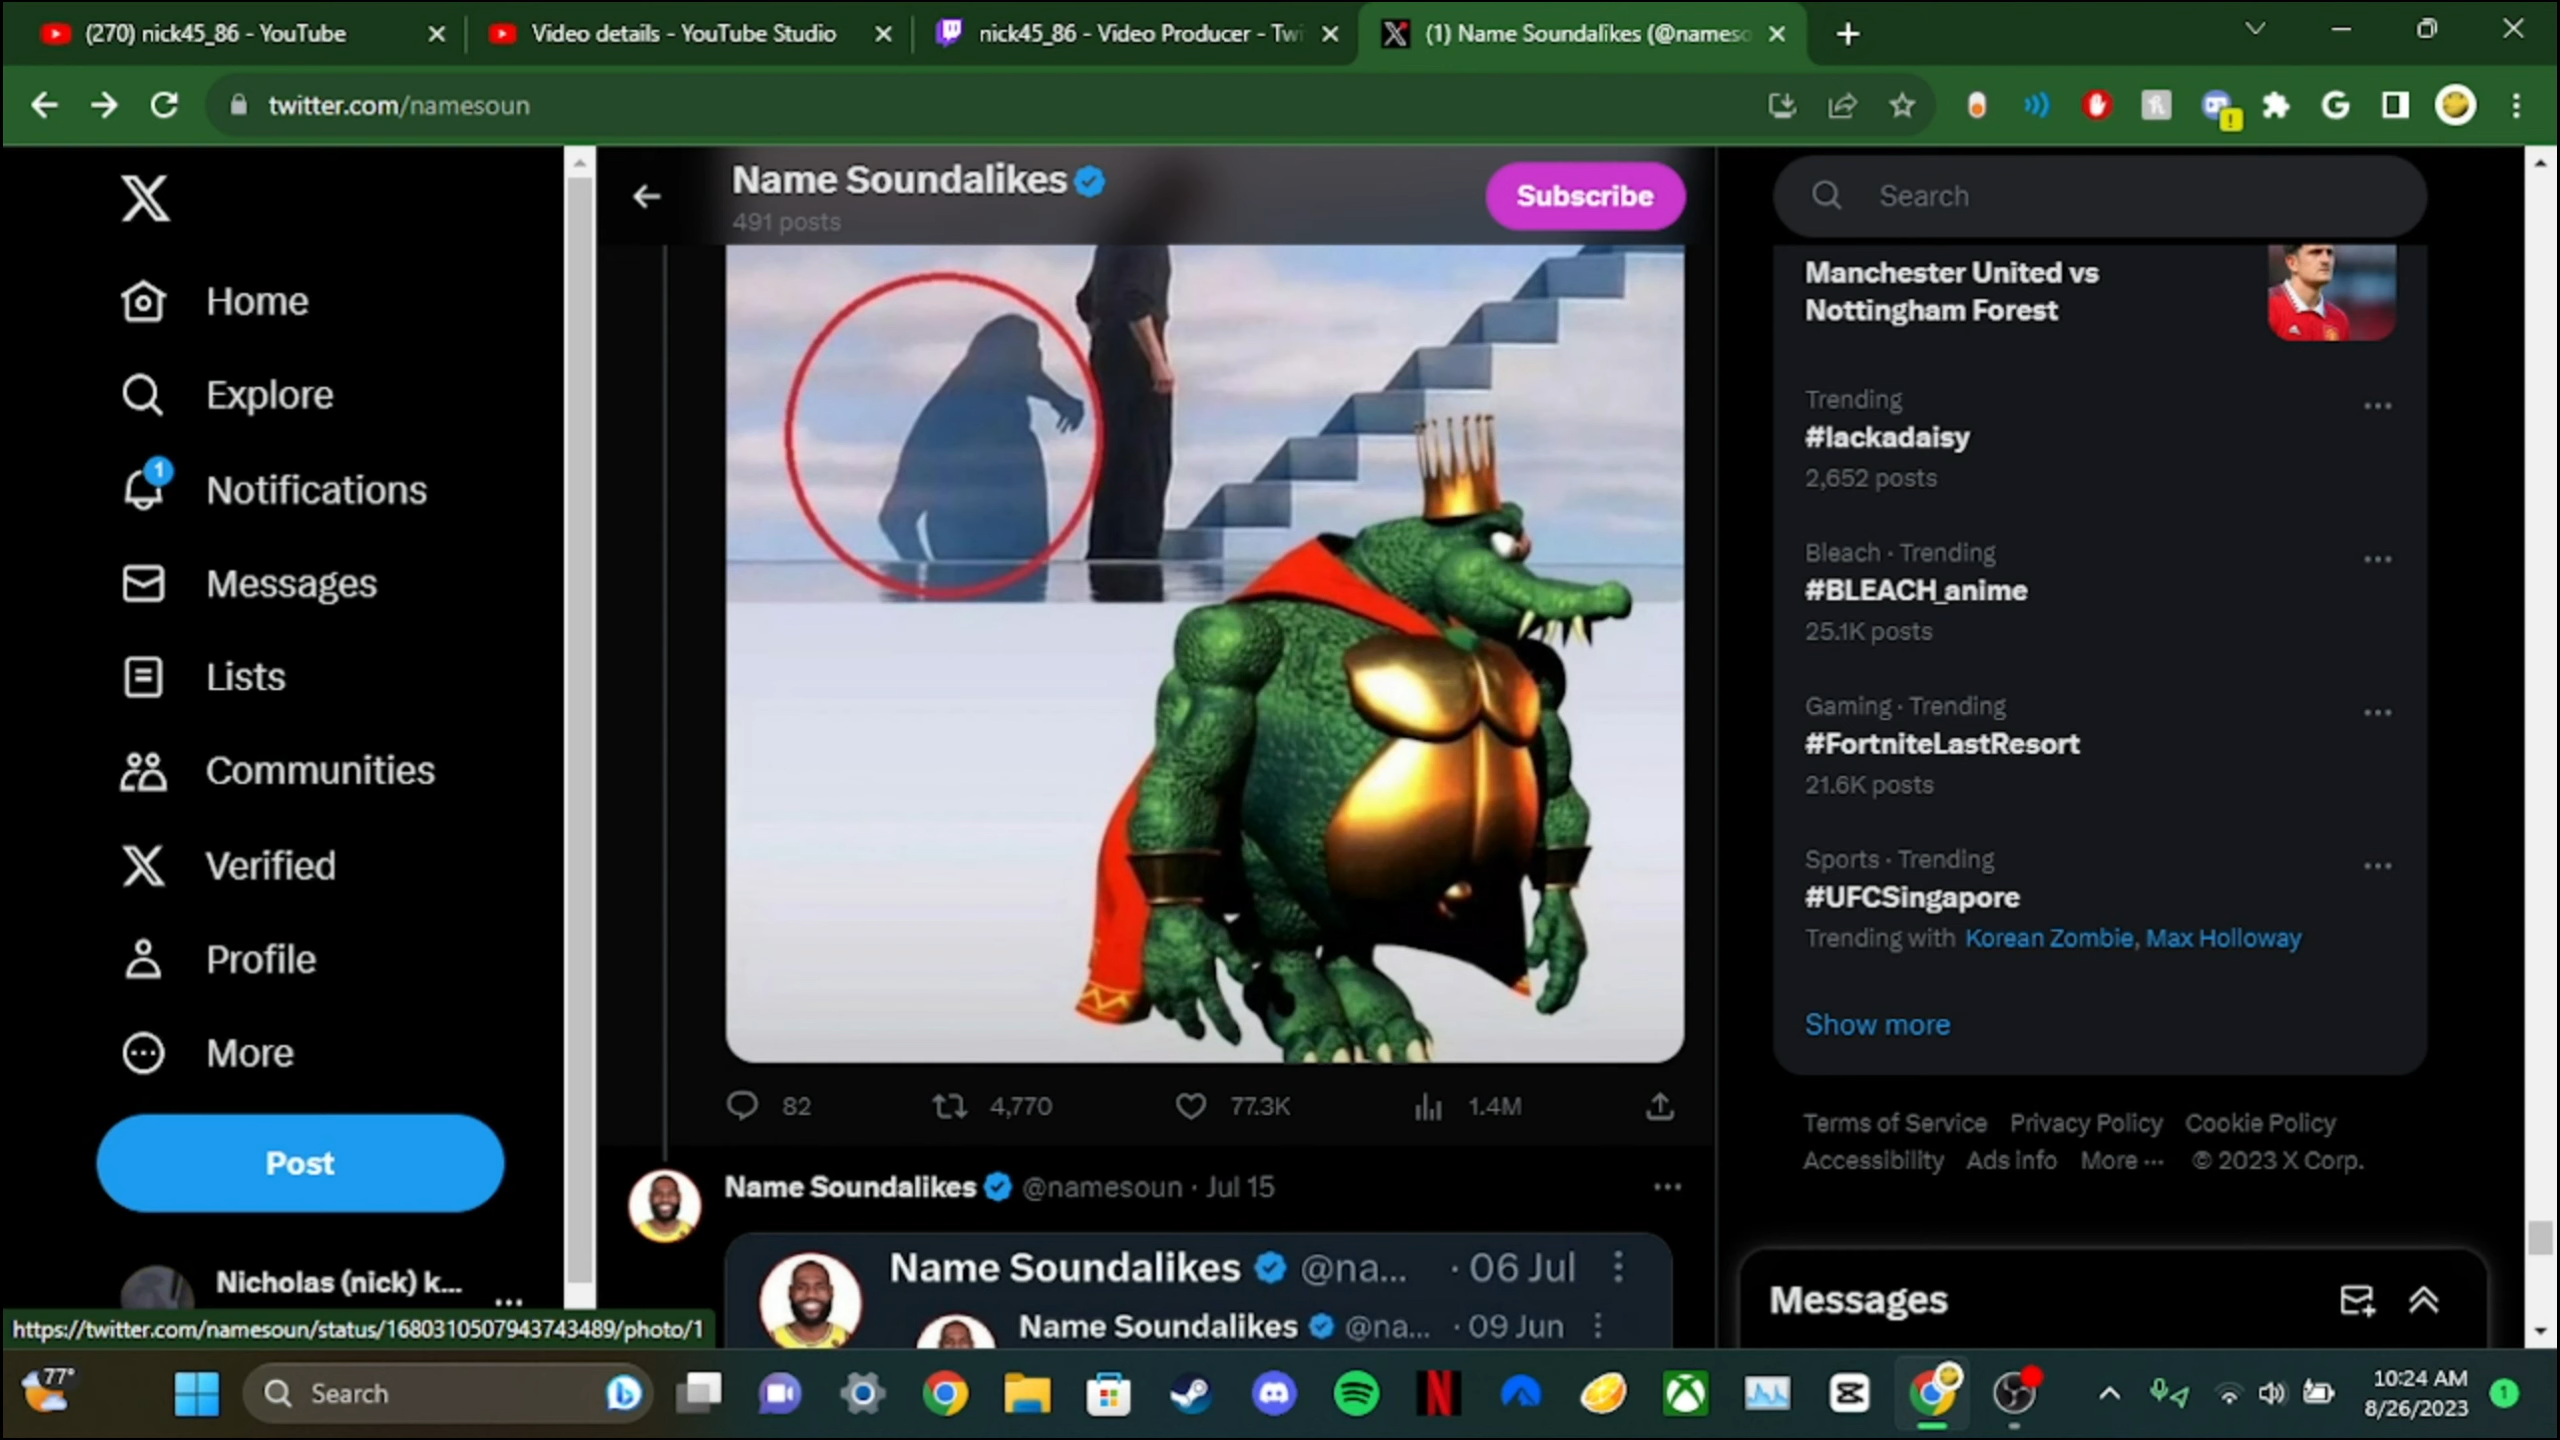 (270) nick45_86 - YouTube
Video details - YouTube Studio
nick45_86 - Video Producer - Twi
(1) Name Soundalikes (@nameso
twitter.com/namesoun
Home
Explore
1
Notifications
Messages
Lists
Communities
Verified
Profile
More
Post
Nicholas (nick) k...
https://twitter.com/namesoun/status/1680310507943743489/photo/1
Name Soundalikes
491 posts
Subscribe
82
4,770
77.3K
1.4M
Name Soundalikes @namesoun · Jul 15
Name Soundalikes @na... · 06 Jul
Name Soundalikes @na... · 09 Jun
Search
Manchester United vs
Nottingham Forest
Trending
#lackadaisy
2,652 posts
Bleach · Trending
#BLEACH_anime
25.1K posts
Gaming · Trending
#FortniteLastResort
21.6K posts
Sports · Trending
#UFCSingapore
Trending with Korean Zombie, Max Holloway
Show more
Terms of Service Privacy Policy Cookie Policy
Accessibility Ads info More ··· © 2023 X Corp.
Messages
77°
Search
10:24 AM
8/26/2023
1